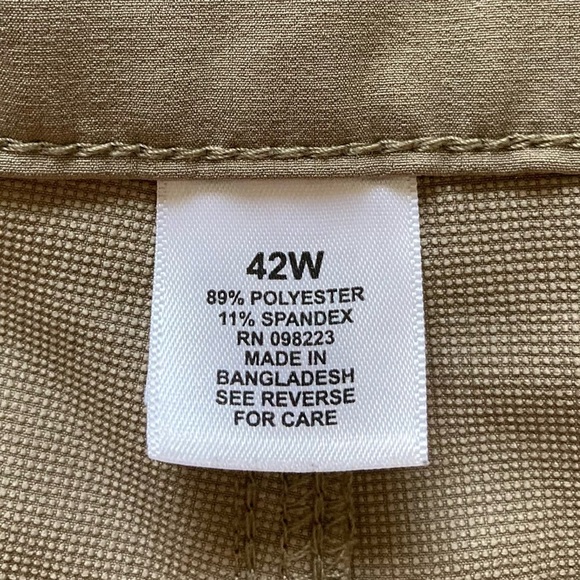 42W
89% POLYESTER
11% SPANDEX
RN 098223
MADE IN
BANGLADESH
SEE REVERSE
FOR CARE